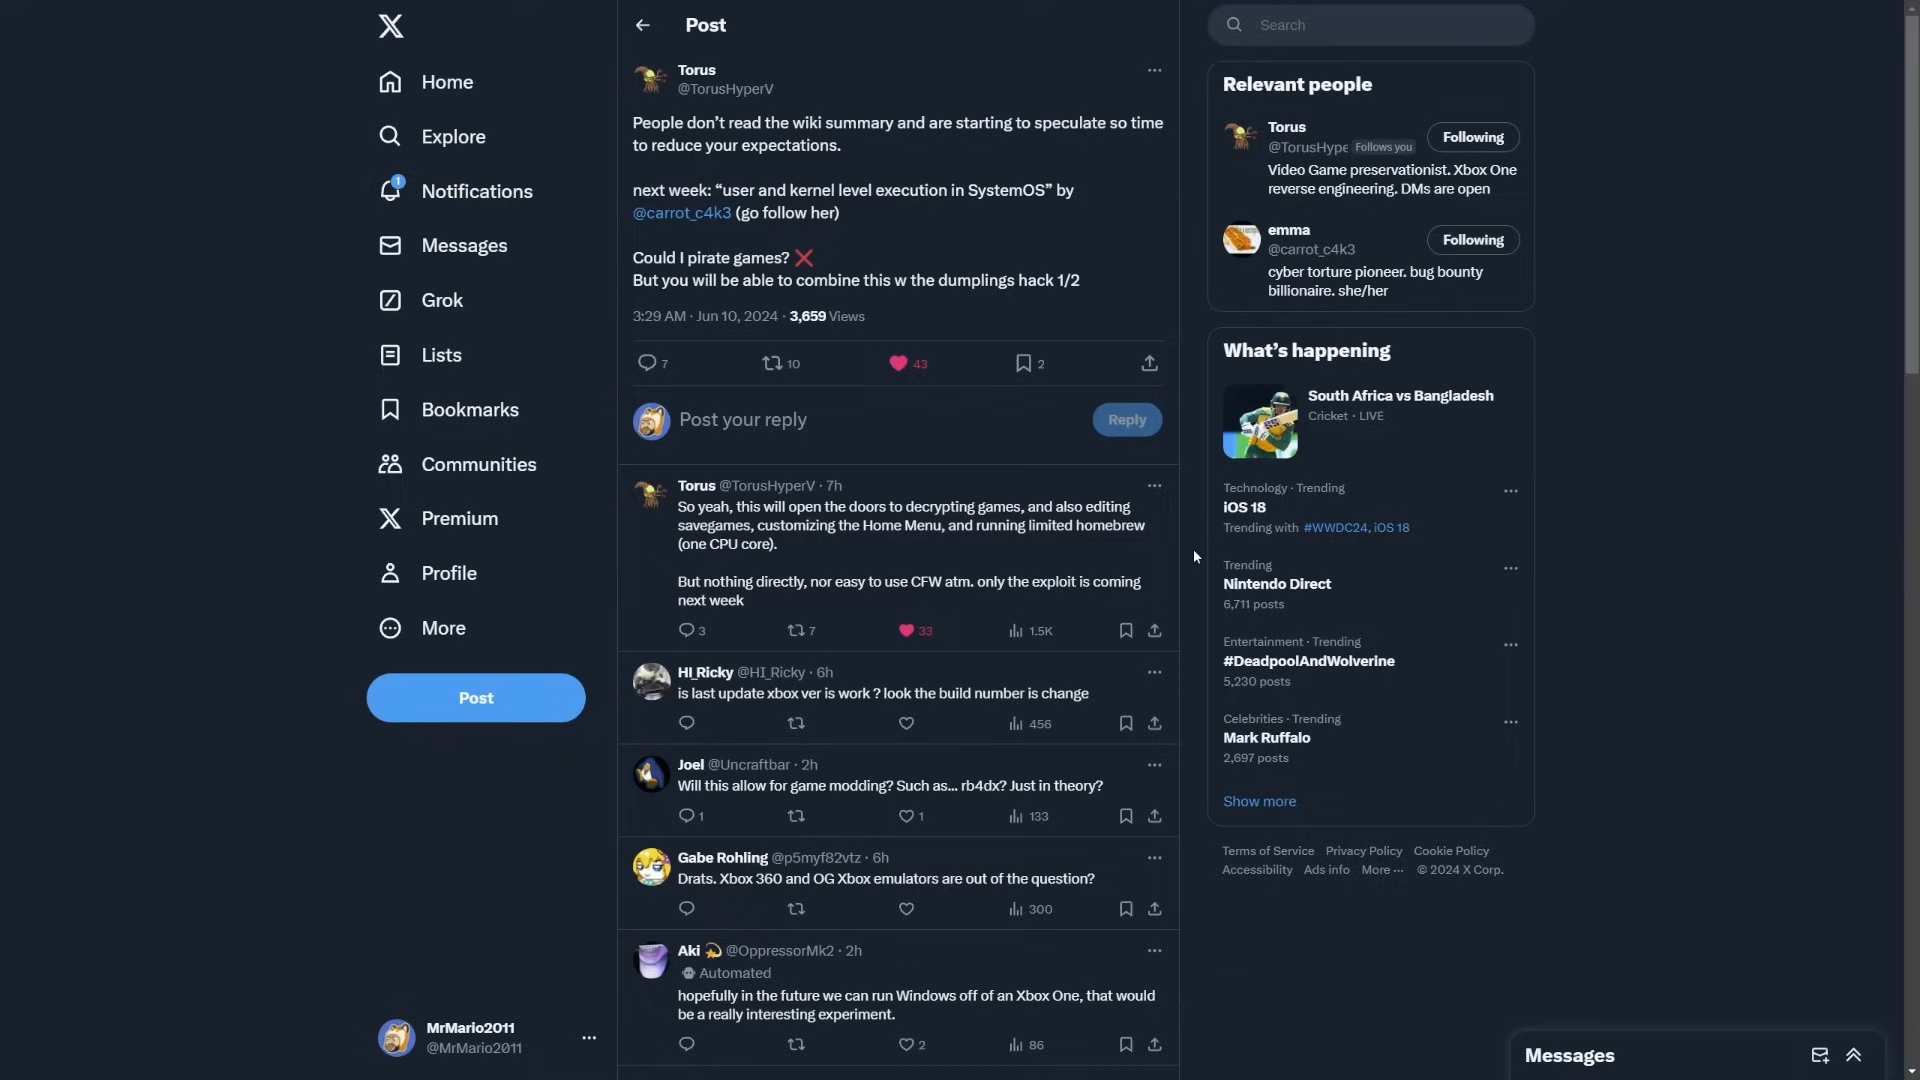 Home
Explore
1
Notifications
Messages
Grok
Lists
Bookmarks
Communities
Premium
Profile
More
Post
MrMario2011
@MrMario2011
Post
Torus
@TorusHyperV
People don’t read the wiki summary and are starting to speculate so time
to reduce your expectations.
next week: “user and kernel level execution in SystemOS” by
@carrot_c4k3 (go follow her)
Could I pirate games? ❌
But you will be able to combine this w the dumplings hack 1/2
3:29 AM · Jun 10, 2024 · 3,659 Views
7 10 43 2
Post your reply
Reply
Torus @TorusHyperV · 7h
So yeah, this will open the doors to decrypting games, and also editing
savegames, customizing the Home Menu, and running limited homebrew
(one CPU core).
But nothing directly, nor easy to use CFW atm. only the exploit is coming
next week
3 7 33 1.5K
HI_Ricky @HI_Ricky · 6h
is last update xbox ver is work ? look the build number is change
456
Joel @Uncraftbar · 2h
Will this allow for game modding? Such as... rb4dx? Just in theory?
1 1 133
Gabe Rohling @p5myf82vtz · 6h
Drats. Xbox 360 and OG Xbox emulators are out of the question?
300
Aki 💫 @OppressorMk2 · 2h
Automated
hopefully in the future we can run Windows off of an Xbox One, that would
be a really interesting experiment.
2 86
Search
Relevant people
Torus
@TorusHype Follows you
Following
Video Game preservationist. Xbox One
reverse engineering. DMs are open
emma
@carrot_c4k3
Following
cyber torture pioneer. bug bounty
billionaire. she/her
What’s happening
South Africa vs Bangladesh
Cricket · LIVE
Technology · Trending
iOS 18
Trending with #WWDC24, iOS 18
Trending
Nintendo Direct
6,711 posts
Entertainment · Trending
#DeadpoolAndWolverine
5,230 posts
Celebrities · Trending
Mark Ruffalo
2,697 posts
Show more
Terms of Service Privacy Policy Cookie Policy
Accessibility Ads info More ··· © 2024 X Corp.
Messages